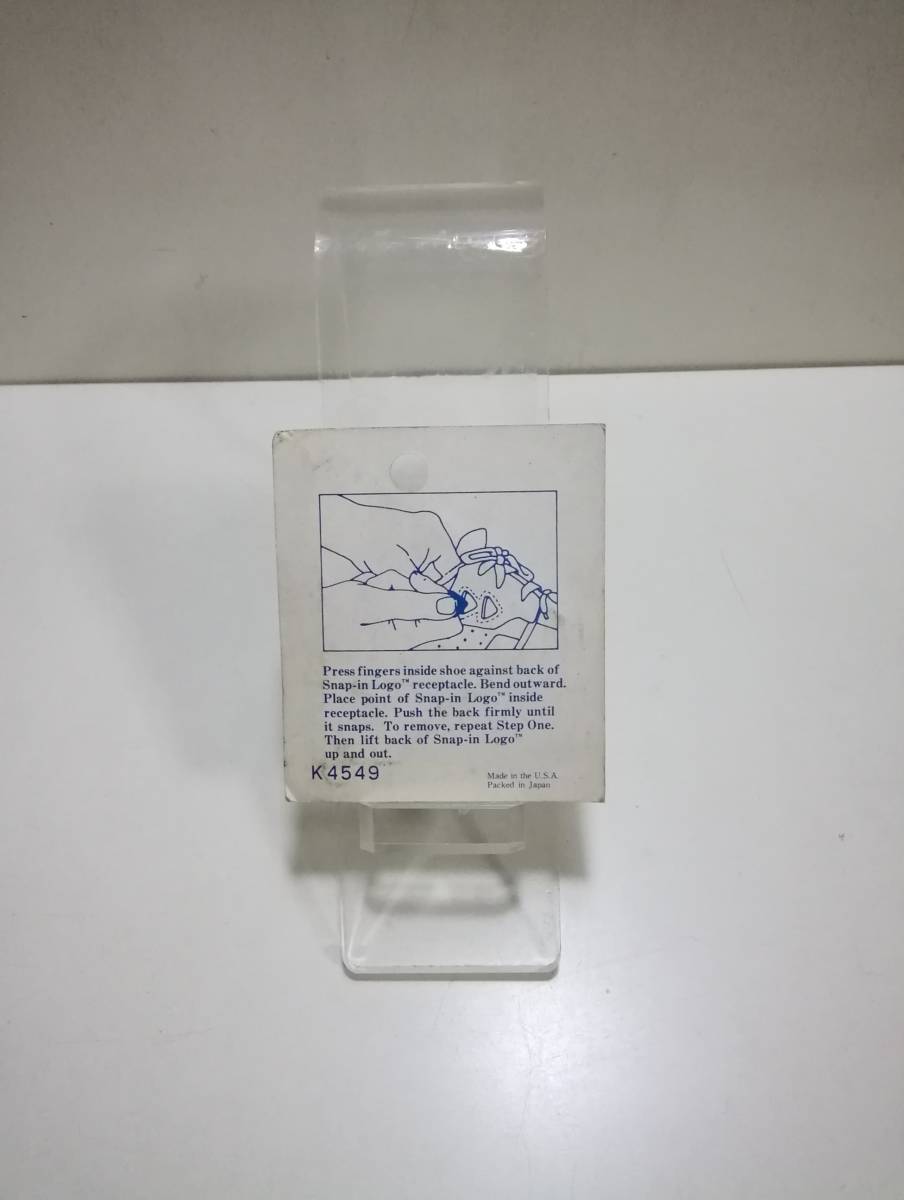 Press fingers inside shoe against back of
Snap-in Logo™ receptacle. Bend outward.
Place point of Snap-in Logo™ inside
receptacle. Push the back firmly until
it snaps. To remove, repeat Step One.
Then lift back of Snap-in Logo™
up and out.
K4549
Made in the U.S.A.
Packed in Japan